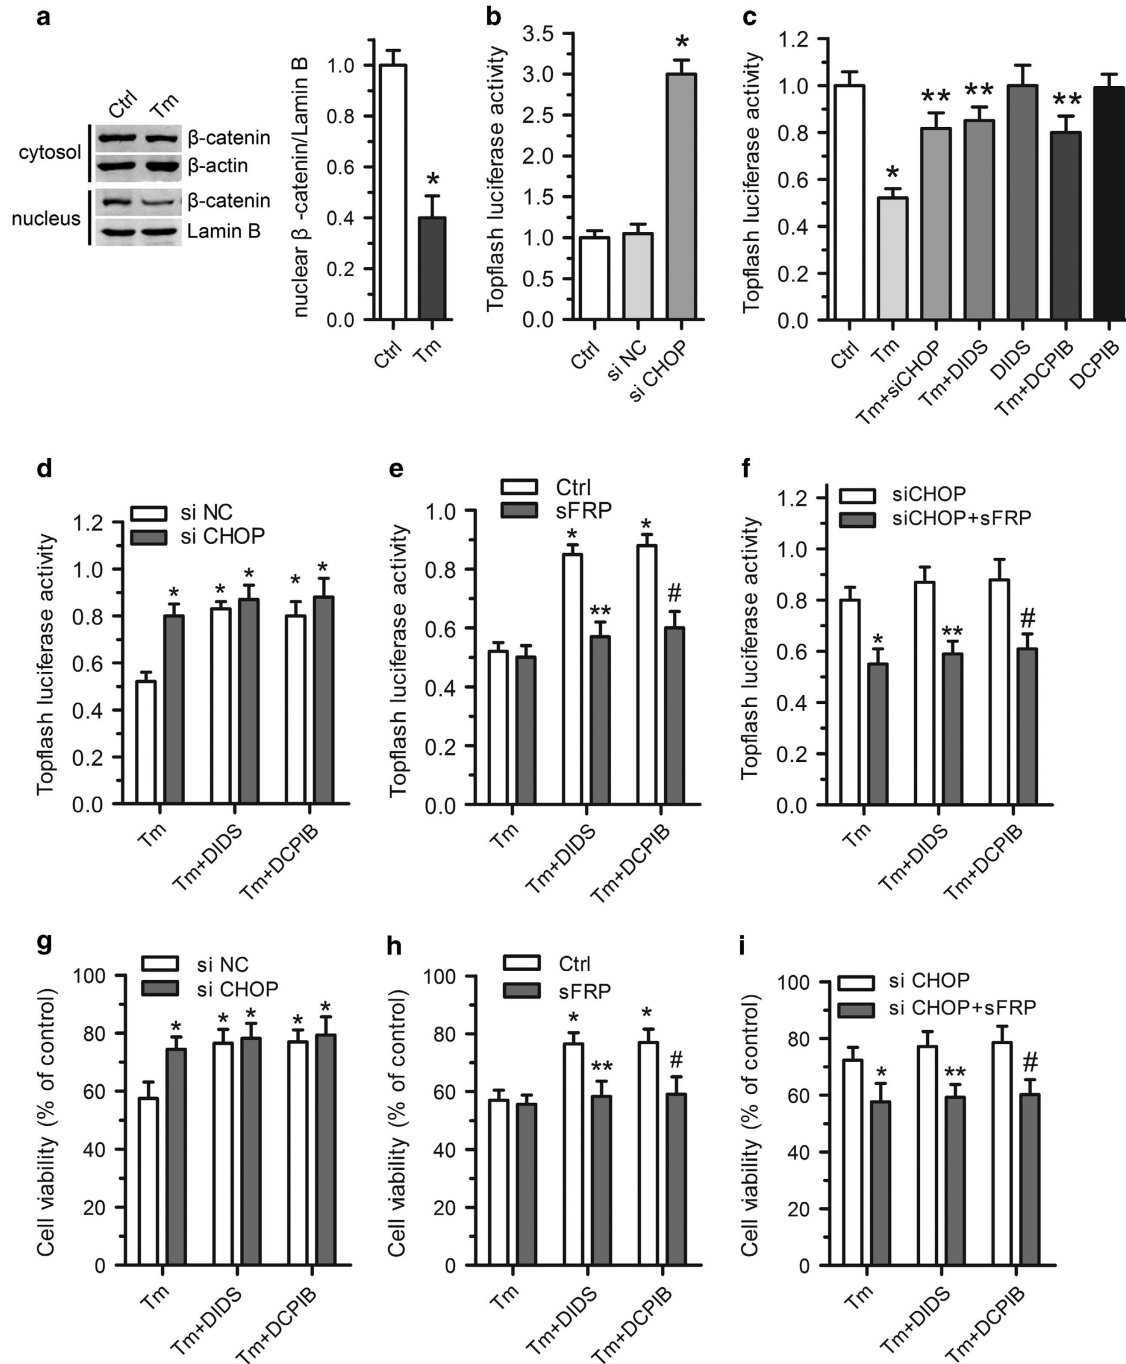 a
Ctrl
Tm
cytosol
β-catenin
β-actin
nucleus
β-catenin
Lamin B
nuclear β -catenin/Lamin B
1.0
0.8
0.6
0.4
0.2
0.0
*
Ctrl
Tm
b
Topflash luciferase activity
3.5
3.0
2.5
2.0
1.5
1.0
0.5
0.0
*
Ctrl
si NC
si CHOP
c
Topflash luciferase activity
1.2
1.0
0.8
0.6
0.4
0.2
0.0
*
**
**
**
Ctrl
Tm
Tm+siCHOP
Tm+DIDS
DIDS
Tm+DCPIB
DCPIB
d
si NC
si CHOP
Topflash luciferase activity
1.2
1.0
0.8
0.6
0.4
0.2
0.0
*
*
*
*
*
Tm
Tm+DIDS
Tm+DCPIB
e
Ctrl
sFRP
Topflash luciferase activity
1.0
0.8
0.6
0.4
0.2
0.0
*
**
*
#
Tm
Tm+DIDS
Tm+DCPIB
f
siCHOP
siCHOP+sFRP
Topflash luciferase activity
1.2
1.0
0.8
0.6
0.4
0.2
0.0
*
**
#
Tm
Tm+DIDS
Tm+DCPIB
g
si NC
si CHOP
Cell viability (% of control)
100
80
60
40
20
0
*
*
*
*
*
Tm
Tm+DIDS
Tm+DCPIB
h
Ctrl
sFRP
Cell viability (% of control)
100
80
60
40
20
0
*
**
*
#
Tm
Tm+DIDS
Tm+DCPIB
i
si CHOP
si CHOP+sFRP
Cell viability (% of control)
100
80
60
40
20
0
*
**
#
Tm
Tm+DIDS
Tm+DCPIB